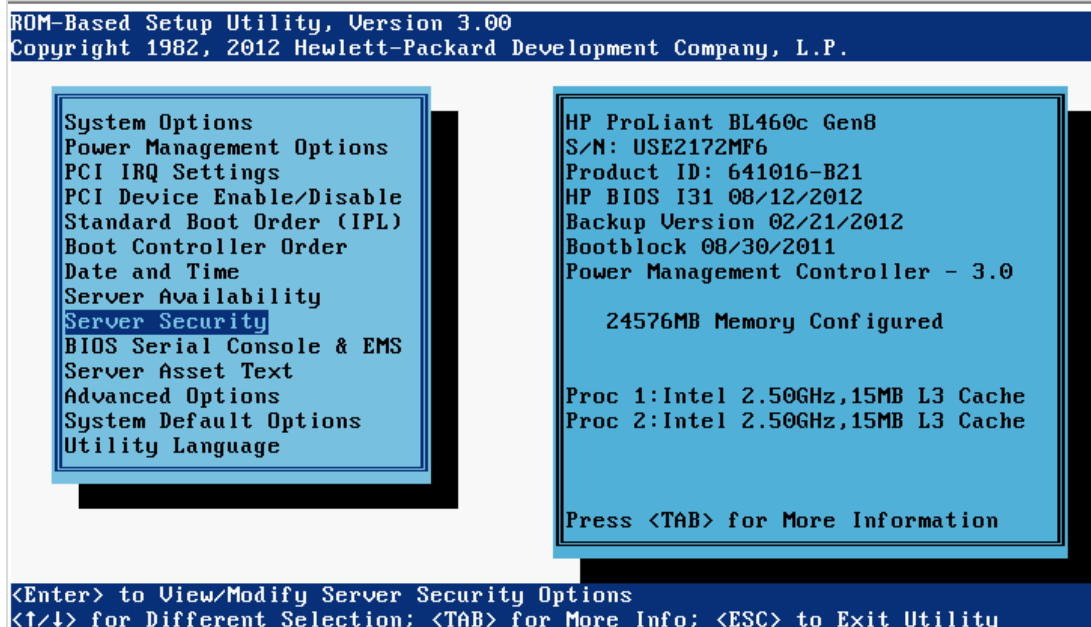 ROM-Based Setup Utility, Version 3.00
Copyright 1982, 2012 Hewlett-Packard Development Company, L.P.
System Options
Power Management Options
PCI IRQ Settings
PCI Device Enable/Disable
Standard Boot Order (IPL)
Boot Controller Order
Date and Time
Server Availability
Server Security
BIOS Serial Console & EMS
Server Asset Text
Advanced Options
System Default Options
Utility Language
HP ProLiant BL460c Gen8
S/N: USE2172MF6
Product ID: 641016-B21
HP BIOS I31 08/12/2012
Backup Version 02/21/2012
Bootblock 08/30/2011
Power Management Controller - 3.0
24576MB Memory Configured
Proc 1:Intel 2.50GHz,15MB L3 Cache
Proc 2:Intel 2.50GHz,15MB L3 Cache
Press <TAB> for More Information
<Enter> to View/Modify Server Security Options
<↑/↓> for Different Selection; <TAB> for More Info; <ESC> to Exit Utility